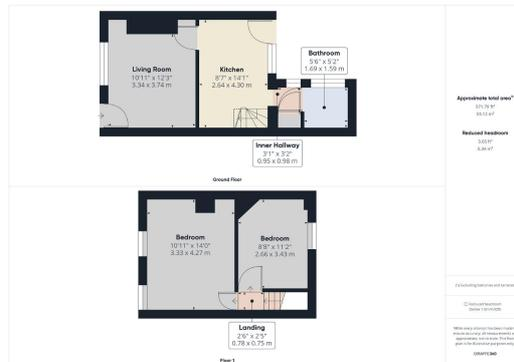 Living Room
10'11" x 12'3"
3.34 x 3.74 m
Kitchen
8'7" x 14'1"
2.64 x 4.30 m
Bathroom
5'6" x 5'2"
1.69 x 1.59 m
Inner Hallway
3'1" x 3'2"
0.95 x 0.98 m
Ground Floor
Bedroom
10'11" x 14'0"
3.33 x 4.27 m
Bedroom
8'8" x 11'2"
2.66 x 3.43 m
Landing
2'6" x 2'5"
0.78 x 0.75 m
Floor 1
Approximate total area
Reduced headroom
GIRAFFE360